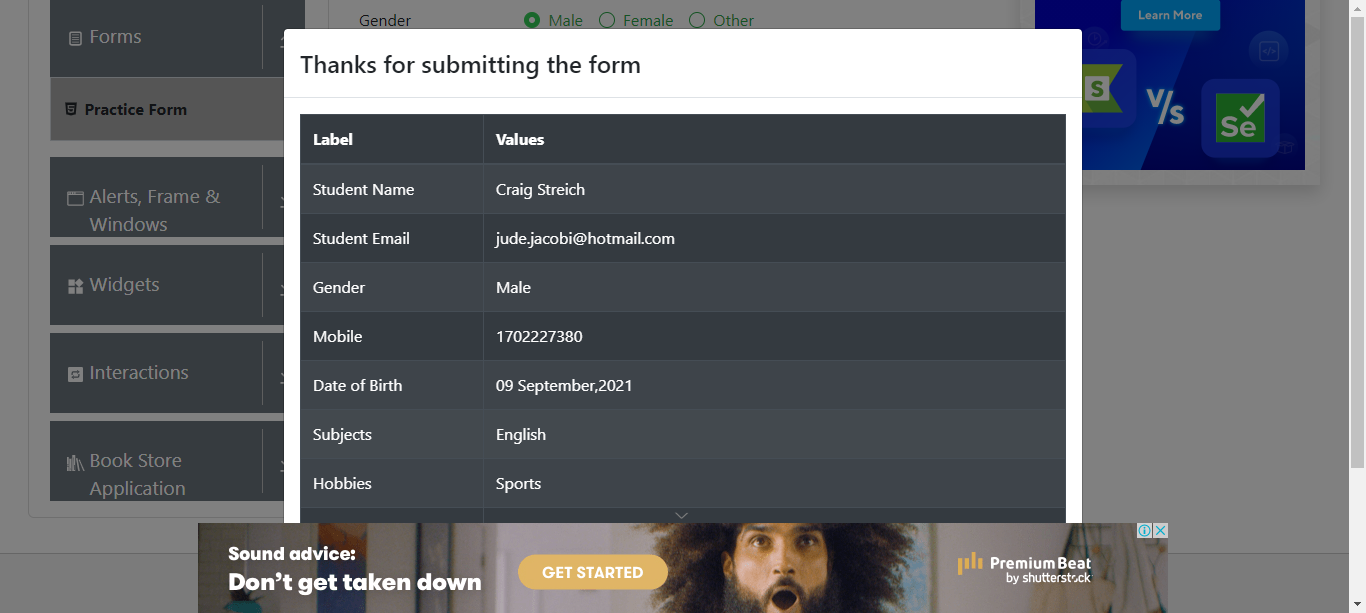 Gender Male Female Other
Learn More
Forms
Thanks for submitting the form
Practice Form
Label Values
Student Name Craig Streich
Student Email jude.jacobi@hotmail.com
Gender Male
Mobile 1702227380
Date of Birth 09 September,2021
Subjects English
Hobbies Sports
Alerts, Frame &
Windows
Widgets
Interactions
Book Store
Application
S V/s Se
Sound advice:
Don't get taken down
GET STARTED
PremiumBeat
by shutterstock